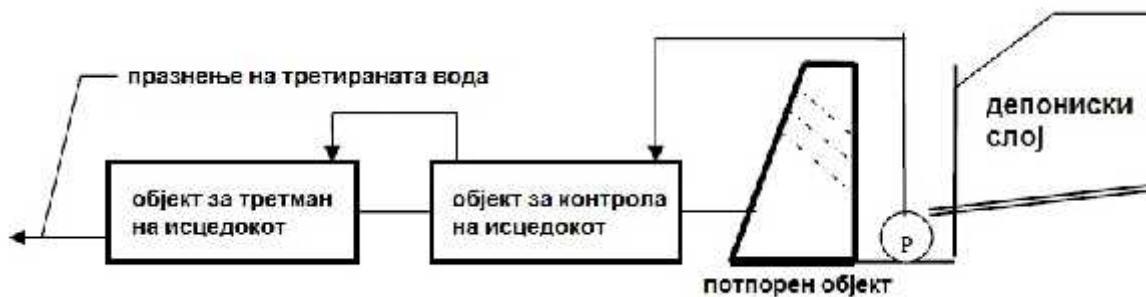 празнење на третираната вода
депониски
слој
објект за третман
на исцедокот
објект за контрола
на исцедокот
P
потпорен објект